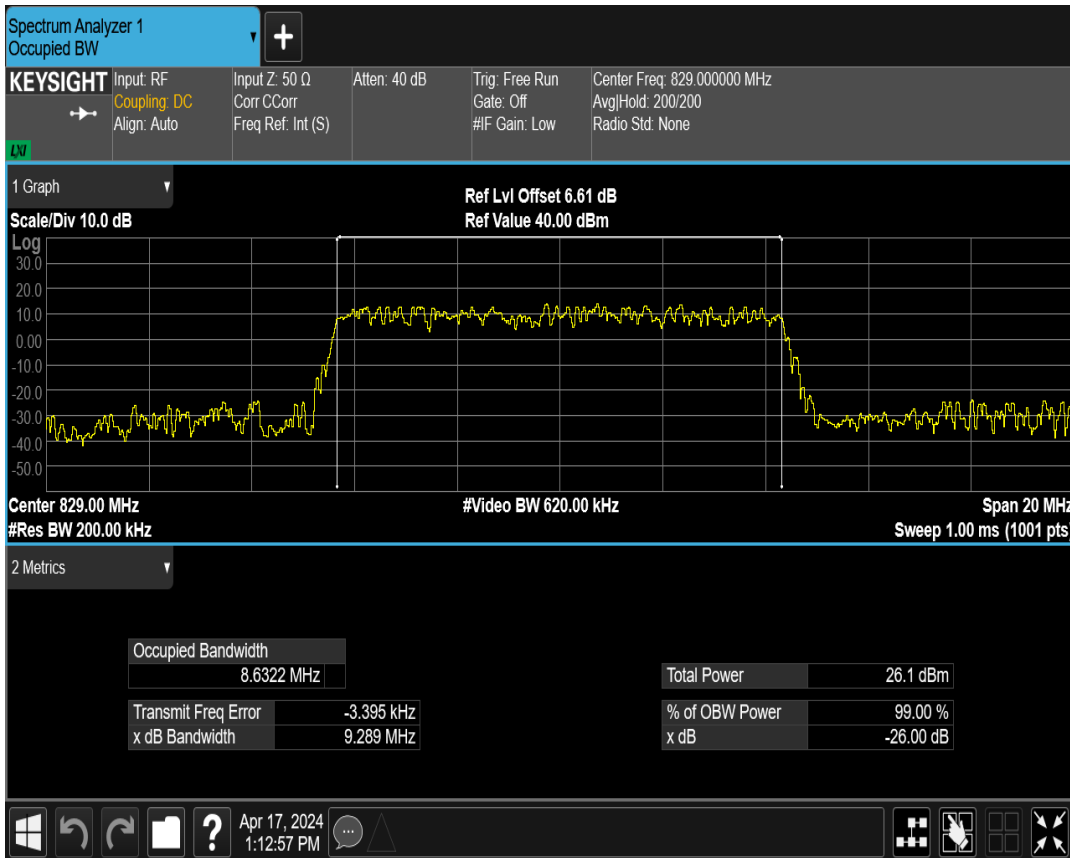 Spectrum Analyzer 1
Occupied BW
KEYSIGHT
LXI
Input: RF
Coupling: DC
Align: Auto
Input Z: 50 Ω
Corr CCorr
Freq Ref: Int (S)
Atten: 40 dB
Trig: Free Run
Gate: Off
#IF Gain: Low
Center Freq: 829.000000 MHz
Avg|Hold: 200/200
Radio Std: None
1 Graph
Scale/Div 10.0 dB
Ref Lvl Offset 6.61 dB
Ref Value 40.00 dBm
Log
30.0
20.0
10.0
0.00
-10.0
-20.0
-30.0
-40.0
-50.0
Center 829.00 MHz
#Video BW 620.00 kHz
Span 20 MHz
#Res BW 200.00 kHz
Sweep 1.00 ms (1001 pts)
2 Metrics
Occupied Bandwidth
8.6322 MHz
Total Power 26.1 dBm
Transmit Freq Error -3.395 kHz
% of OBW Power 99.00 %
x dB Bandwidth 9.289 MHz
x dB -26.00 dB
Apr 17, 2024
1:12:57 PM